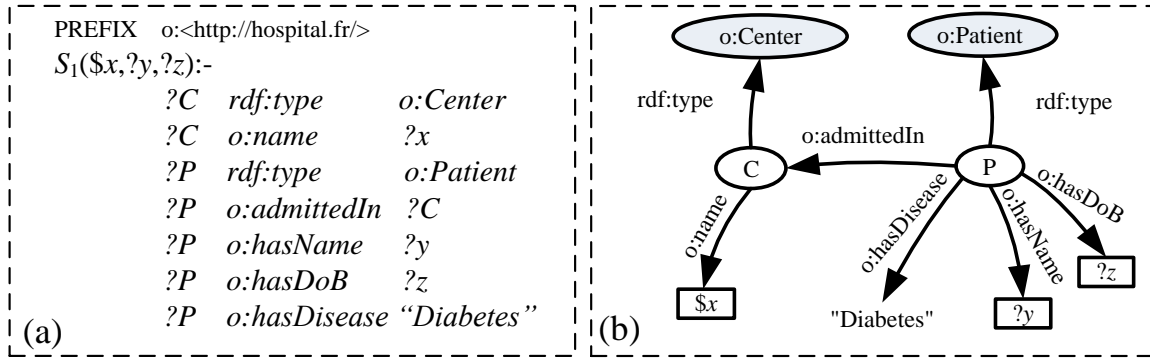 PREFIX o:<http://hospital.fr/>
S1($x,?y,?z):-
?C rdf:type o:Center
?C o:name ?x
?P rdf:type o:Patient
?P o:admittedIn ?C
?P o:hasName ?y
?P o:hasDoB ?z
?P o:hasDisease “Diabetes”
(a)
o:Center o:Patient
rdf:type rdf:type
o:admittedIn
C P
o:name
o:hasDisease
o:hasName
o:hasDoB
$x
"Diabetes"
?y
?z
(b)